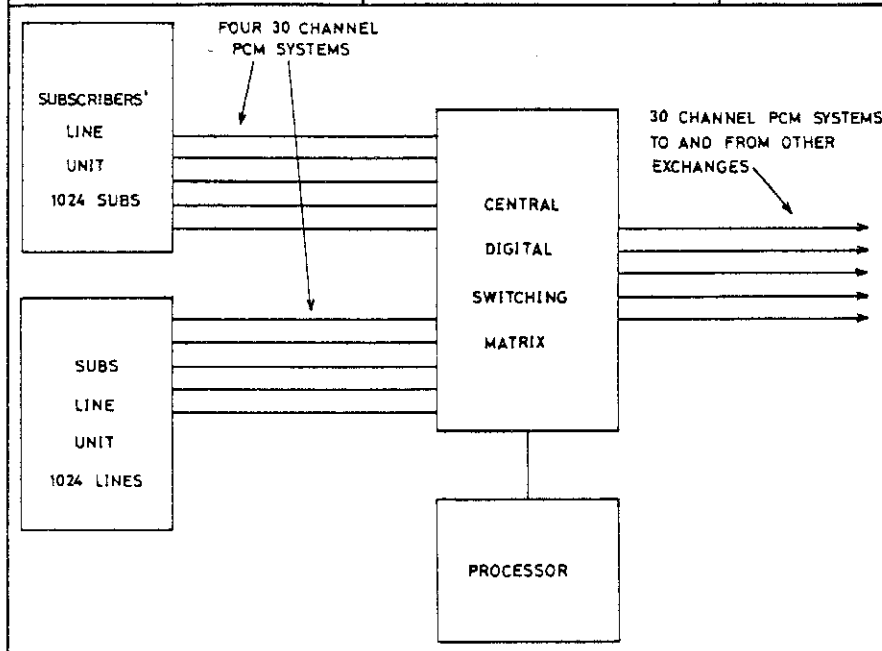 FOUR 30 CHANNEL
PCM SYSTEMS
SUBSCRIBERS'
LINE
UNIT
1024 SUBS
30 CHANNEL PCM SYSTEMS
TO AND FROM OTHER
EXCHANGES
CENTRAL
DIGITAL
SWITCHING
MATRIX
SUBS
LINE
UNIT
1024 LINES
PROCESSOR